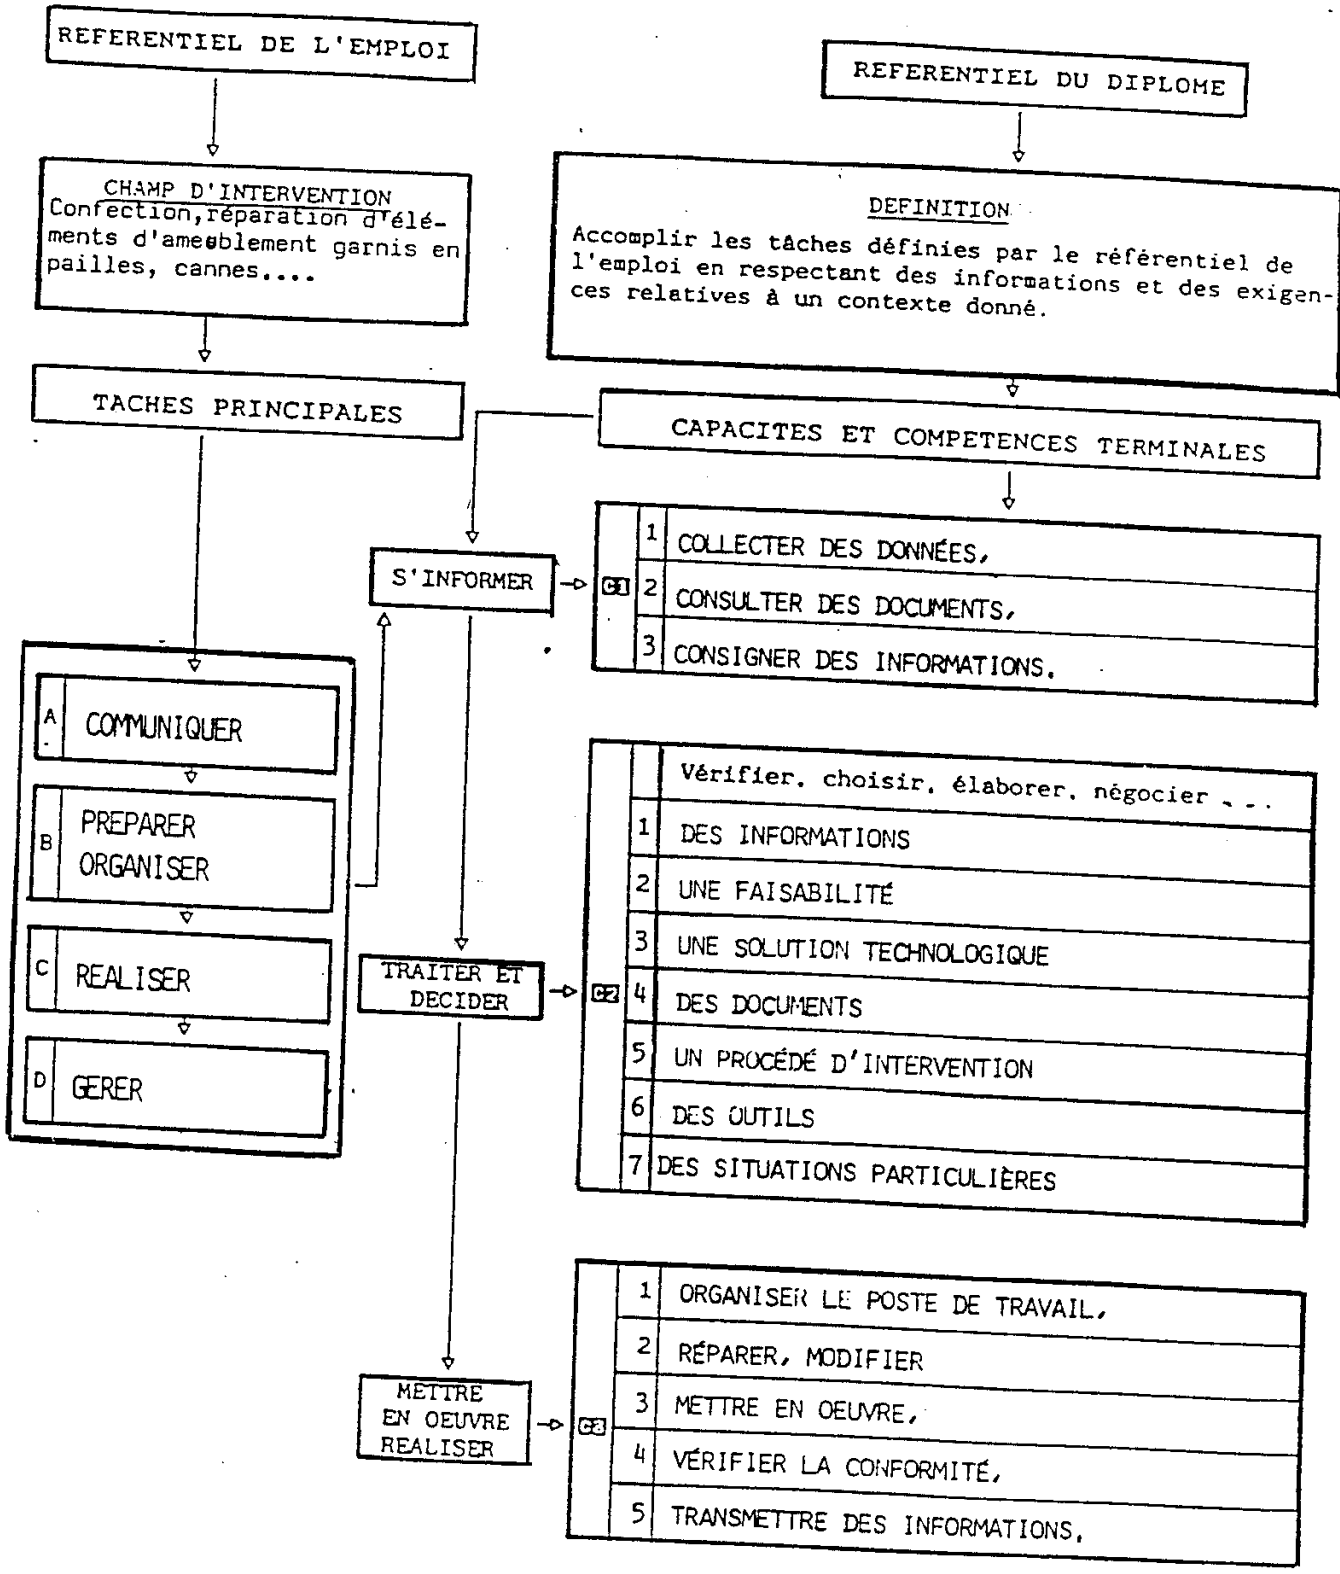 REFERENTIEL DE L'EMPLOI
REFERENTIEL DU DIPLOME
CHAMP D'INTERVENTION
Confection, réparation d'élé-
ments d'ameublement garnis en
pailles, cannes....
DEFINITION
Accomplir les tâches définies par le référentiel de
l'emploi en respectant des informations et des exigen-
ces relatives à un contexte donné.
TACHES PRINCIPALES
CAPACITES ET COMPETENCES TERMINALES
S'INFORMER
C1
1 COLLECTER DES DONNÉES,
2 CONSULTER DES DOCUMENTS,
3 CONSIGNER DES INFORMATIONS.
A COMMUNIQUER
B PREPARER
ORGANISER
C REALISER
D GERER
TRAITER ET
DECIDER
C2
Vérifier, choisir, élaborer, négocier ...
1 DES INFORMATIONS
2 UNE FAISABILITÉ
3 UNE SOLUTION TECHNOLOGIQUE
4 DES DOCUMENTS
5 UN PROCÉDÉ D'INTERVENTION
6 DES OUTILS
7 DES SITUATIONS PARTICULIÈRES
METTRE
EN OEUVRE
REALISER
C3
1 ORGANISER LE POSTE DE TRAVAIL,
2 RÉPARER, MODIFIER
3 METTRE EN OEUVRE,
4 VÉRIFIER LA CONFORMITÉ,
5 TRANSMETTRE DES INFORMATIONS.